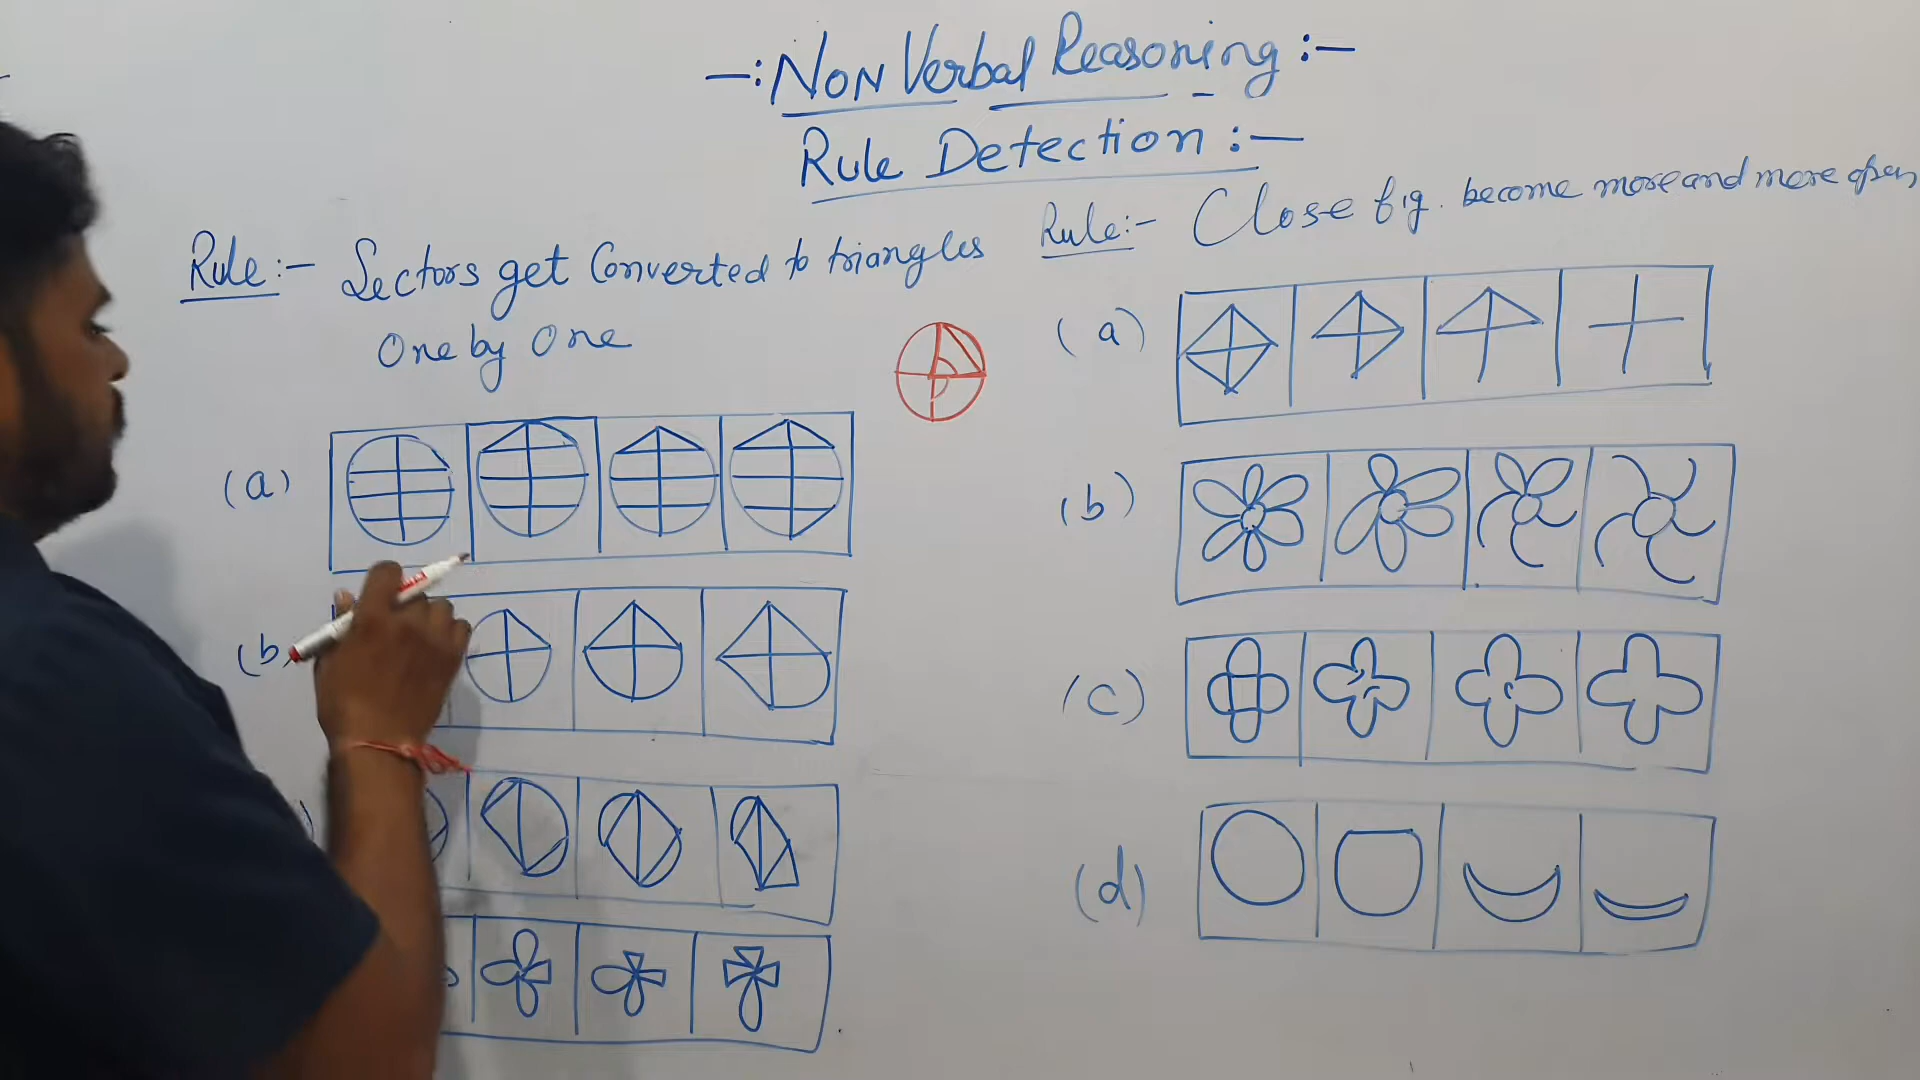 -: NON Verbal Reasoning :-
Rule Detection :-
Rule :- Sectors get Converted to triangles
One by One
(a)
(b)
Rule :- Close fig. become more and more open
(a)
(b)
(c)
(d)